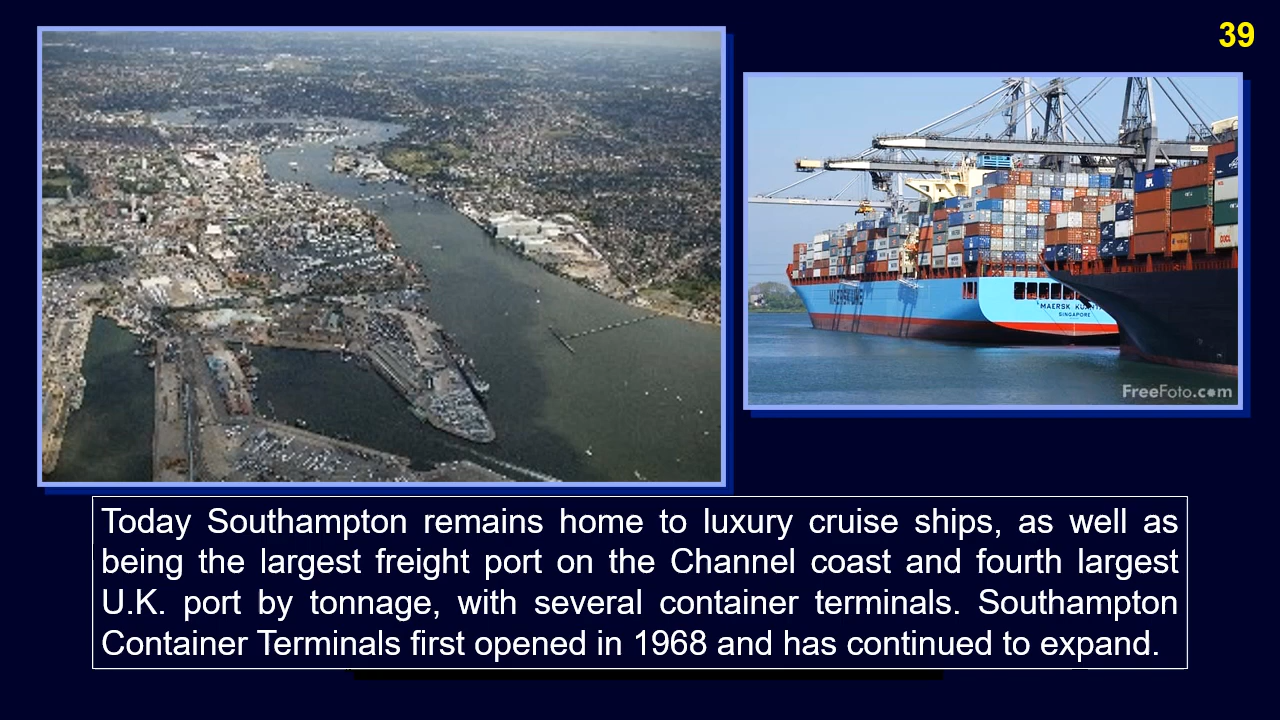 39
MAERSK
SINGAPORE
FreeFoto.com
Today Southampton remains home to luxury cruise ships, as well as
being the largest freight port on the Channel coast and fourth largest
U.K. port by tonnage, with several container terminals. Southampton
Container Terminals first opened in 1968 and has continued to expand.